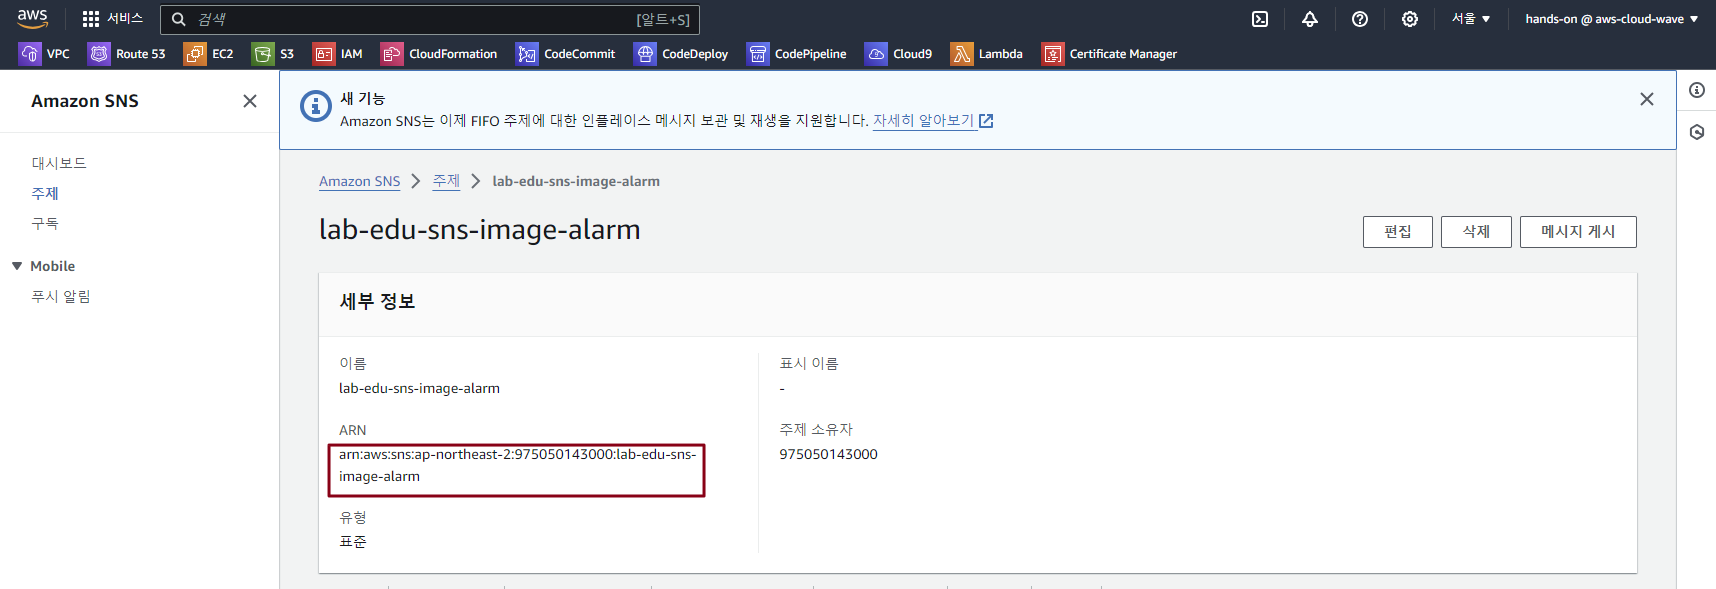 aws
서비스
검색
[알트+S]
서울 ▼
hands-on @ aws-cloud-wave ▼
VPC
Route 53
EC2
S3
IAM
CloudFormation
CodeCommit
CodeDeploy
CodePipeline
Cloud9
Lambda
Certificate Manager
Amazon SNS
대시보드
주제
구독
▼ Mobile
푸시 알림
새 기능
Amazon SNS는 이제 FIFO 주제에 대한 인플레이스 메시지 보관 및 재생을 지원합니다. 자세히 알아보기
Amazon SNS > 주제 > lab-edu-sns-image-alarm
lab-edu-sns-image-alarm
편집
삭제
메시지 게시
세부 정보
이름
lab-edu-sns-image-alarm
ARN
arn:aws:sns:ap-northeast-2:975050143000:lab-edu-sns-
image-alarm
유형
표준
표시 이름
-
주제 소유자
975050143000